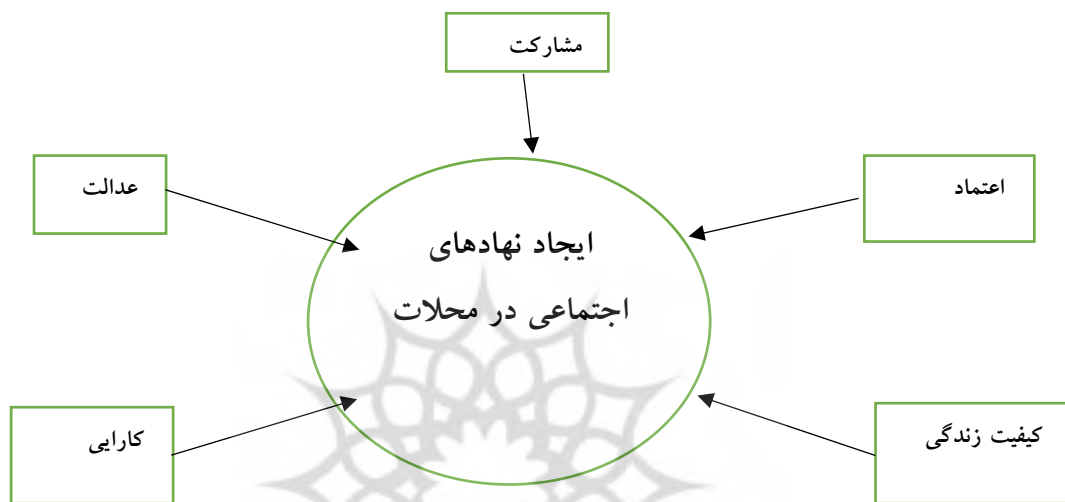 مشارکت
اعتماد
عدالت
ایجاد نهادهای
اجتماعی در محلات
کیفیت زندگی
کارایی